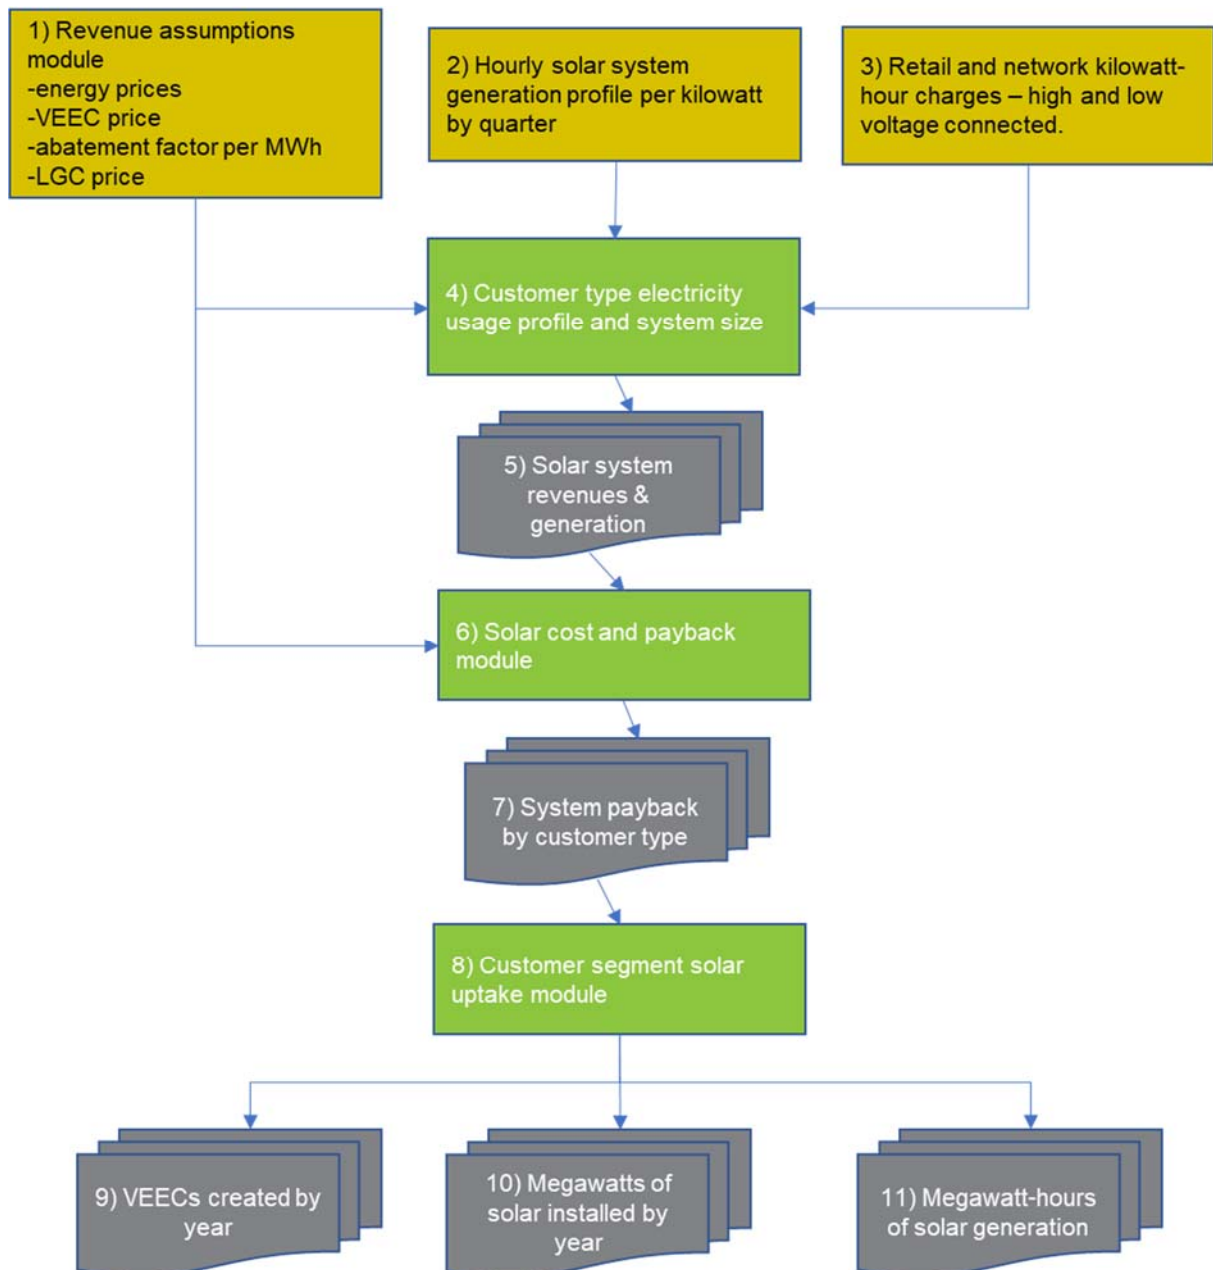 1) Revenue assumptions
module
-energy prices
-VEEC price
-abatement factor per MWh
-LGC price
2) Hourly solar system
generation profile per kilowatt
by quarter
3) Retail and network kilowatt-
hour charges – high and low
voltage connected.
4) Customer type electricity
usage profile and system size
5) Solar system
revenues &
generation
6) Solar cost and payback
module
7) System payback
by customer type
8) Customer segment solar
uptake module
9) VEECs created by
year
10) Megawatts of
solar installed by
year
11) Megawatt-hours
of solar generation